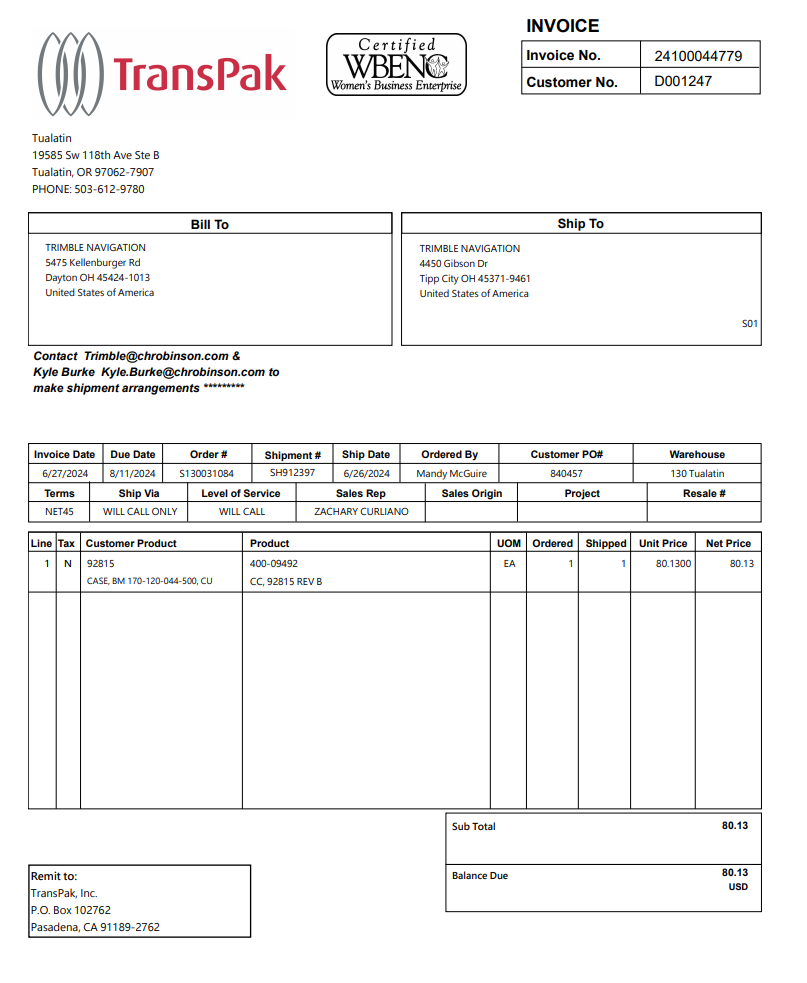 TransPak
Certified
WBENC
Women's Business Enterprise
INVOICE
Invoice No. 24100044779
Customer No. D001247
Tualatin
19585 Sw 118th Ave Ste B
Tualatin, OR 97062-7907
PHONE: 503-612-9780
Bill To
TRIMBLE NAVIGATION
5475 Kellenburger Rd
Dayton OH 45424-1013
United States of America
Ship To
TRIMBLE NAVIGATION
4450 Gibson Dr
Tipp City OH 45371-9461
United States of America
S01
Contact Trimble@chrobinson.com &
Kyle Burke Kyle.Burke@chrobinson.com to
make shipment arrangements *********
Invoice Date Due Date Order # Shipment # Ship Date Ordered By Customer PO# Warehouse
6/27/2024 8/11/2024 S130031084 SH912397 6/26/2024 Mandy McGuire 840457 130 Tualatin
Terms Ship Via Level of Service Sales Rep Sales Origin Project Resale #
NET45 WILL CALL ONLY WILL CALL ZACHARY CURLIANO
Line Tax Customer Product Product UOM Ordered Shipped Unit Price Net Price
1 N 92815 400-09492 EA 1 1 80.1300 80.13
CASE, BM 170-120-044-500, CU CC, 92815 REV B
Sub Total 80.13
Balance Due 80.13
USD
Remit to:
TransPak, Inc.
P.O. Box 102762
Pasadena, CA 91189-2762